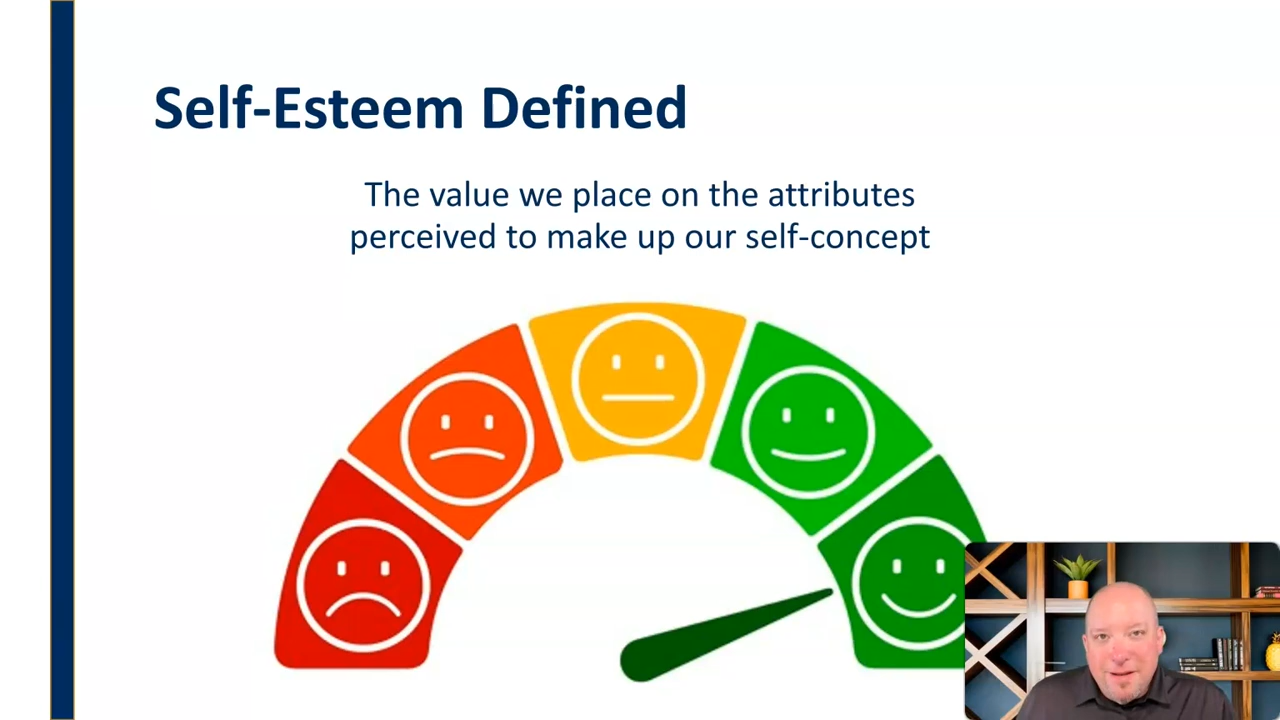 Self-Esteem Defined
The value we place on the attributes
perceived to make up our self-concept